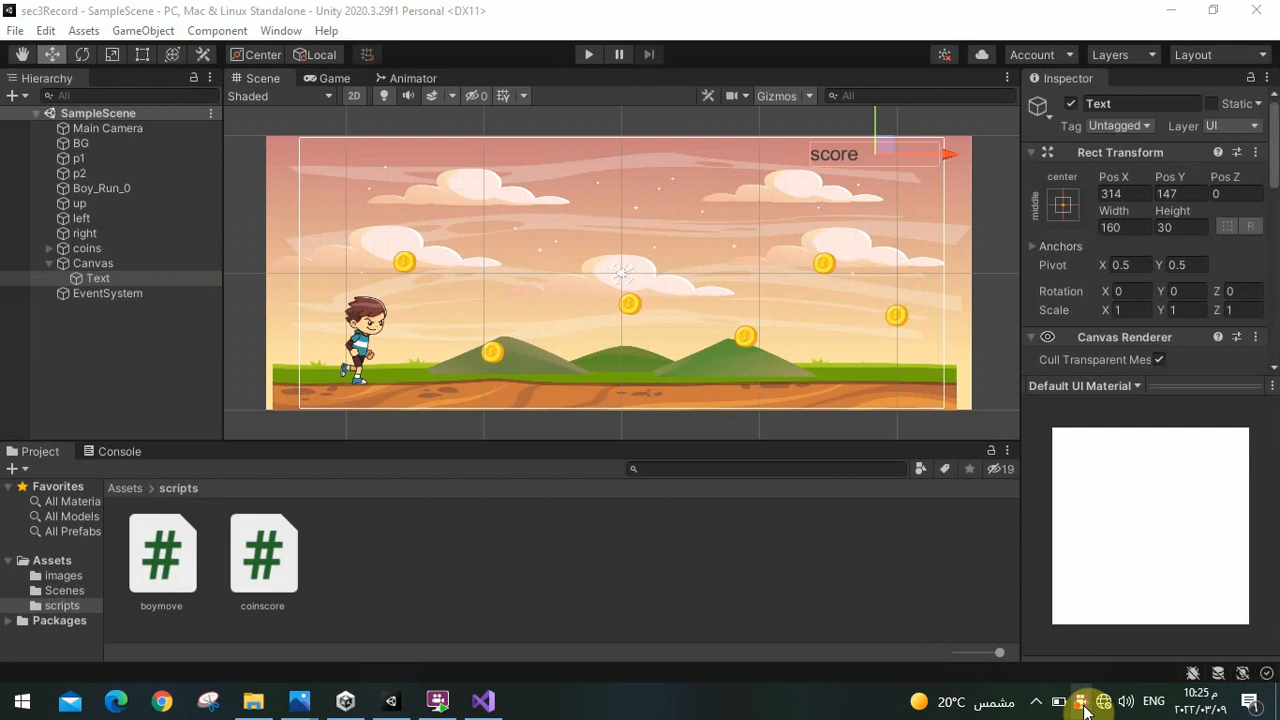 sec3Record - SampleScene - PC, Mac & Linux Standalone - Unity 2020.3.29f1 Personal <DX11>
File Edit Assets GameObject Component Window Help
Center Local Account Layers Layout
Hierarchy
All
SampleScene
Main Camera
BG
p1
p2
Boy_Run_0
up
left
right
coins
Canvas
Text
EventSystem
Scene Game Animator
Shaded 2D 0 Gizmos All
score
Inspector
Text Static
Tag Untagged Layer UI
Rect Transform
center Pos X Pos Y Pos Z
middle 314 147 0
Width Height
160 30 R
Anchors
Pivot X 0.5 Y 0.5
Rotation X 0 Y 0 Z 0
Scale X 1 Y 1 Z 1
Canvas Renderer
Cull Transparent Mes
Default UI Material
Project Console
19
Favorites
All Materia
All Models
All Prefabs
Assets
images
Scenes
scripts
Packages
Assets > scripts
boymove coinscore
20°C مشمس ENG
م 10:25
٢٠٢٢/٠٣/٠٩
1